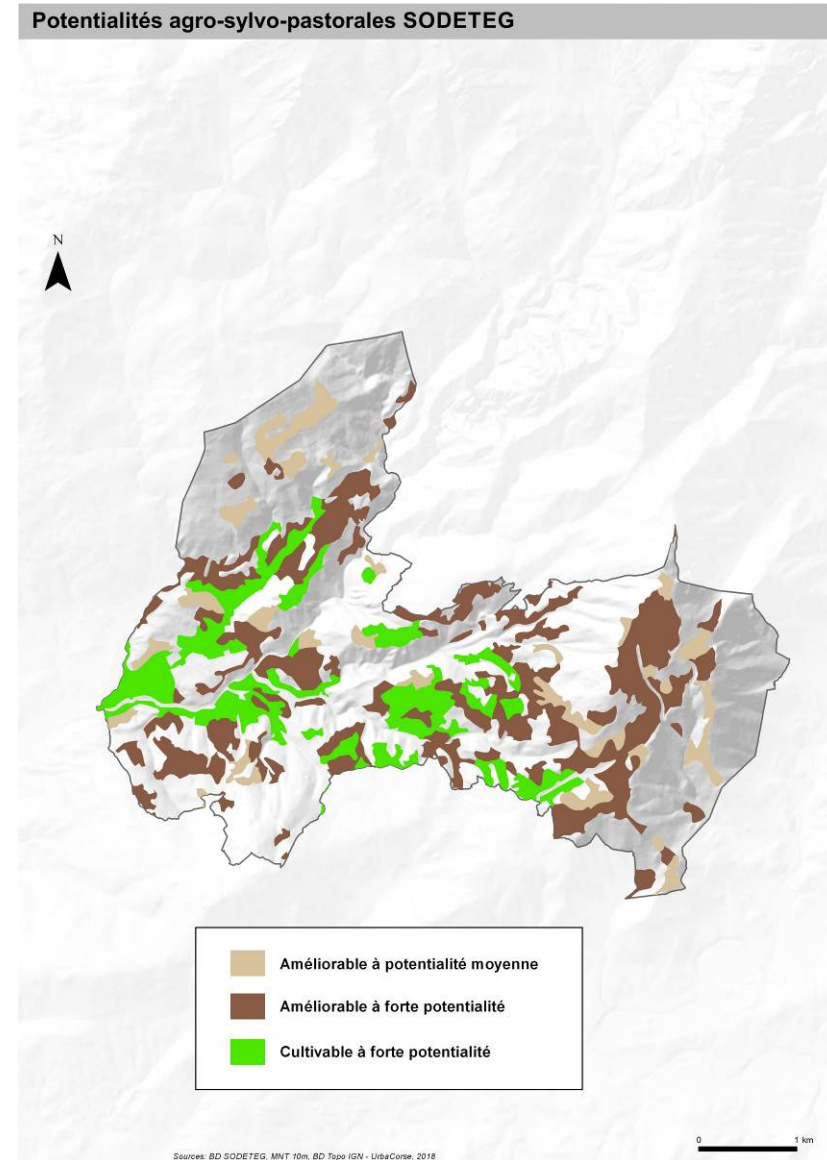 Potentialités agro-sylvo-pastorales SODETEG
N
Améliorable à potentialité moyenne
Améliorable à forte potentialité
Cultivable à forte potentialité
0 1 km
Sources: BD SODETEG, MNT 10m, BD Topo IGN - UrbaCorse, 2018